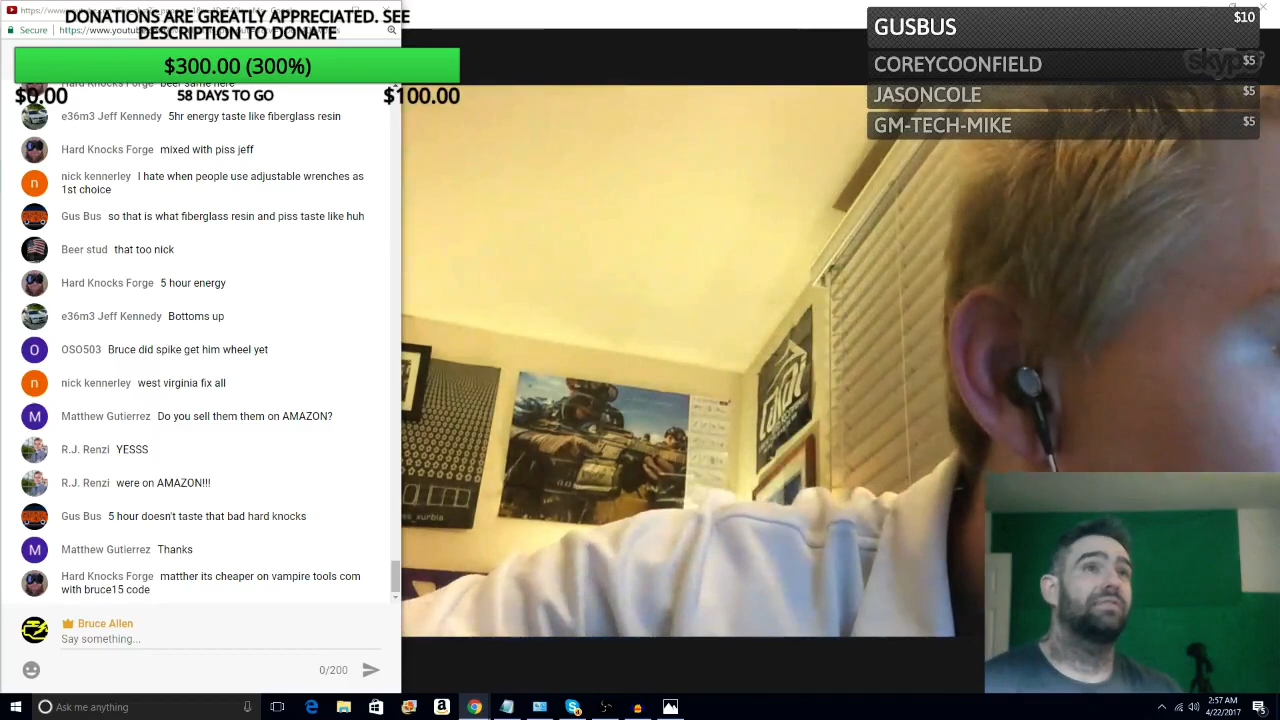 DONATIONS ARE GREATLY APPRECIATED. SEE
DESCRIPTION TO DONATE
Secure
$300.00 (300%)
$0.00
58 DAYS TO GO
$100.00
Hard Knocks Forge beer same here
e36m3 Jeff Kennedy 5hr energy taste like fiberglass resin
Hard Knocks Forge mixed with piss jeff
nick kennerley I hate when people use adjustable wrenches as
1st choice
Gus Bus so that is what fiberglass resin and piss taste like huh
Beer stud that too nick
Hard Knocks Forge 5 hour energy
e36m3 Jeff Kennedy Bottoms up
O OSO503 Bruce did spike get him wheel yet
n nick kennerley west virginia fix all
M Matthew Gutierrez Do you sell them them on AMAZON?
R.J. Renzi YESSS
R.J. Renzi were on AMAZON!!!
Gus Bus 5 hour doesn't taste that bad hard knocks
M Matthew Gutierrez Thanks
Hard Knocks Forge matther its cheaper on vampire tools com
with bruce15 code
Bruce Allen
Say something...
0/200
GUSBUS $10
COREYCOONFIELD $5
JASONCOLE $5
GM-TECH-MIKE $5
skype
Ask me anything
2:57 AM
4/22/2017